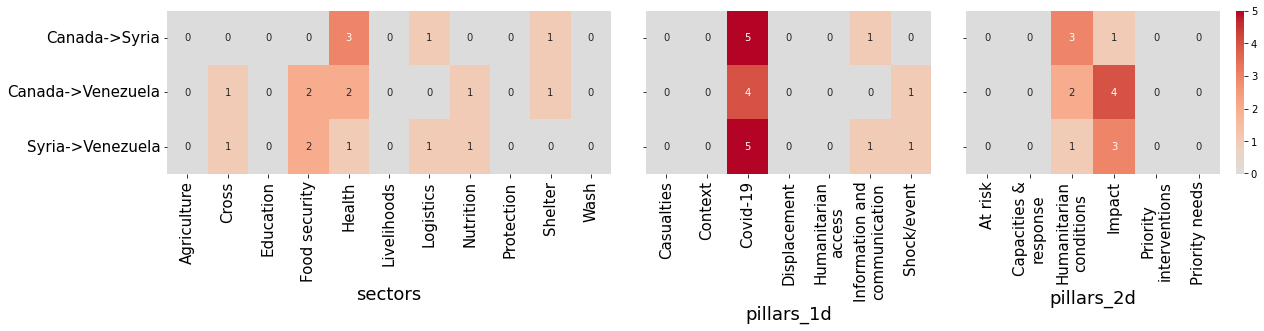 Canada->Syria 0 0 0 0 3 0 1 0 0 1 0 0 0 5 0 0 1 0 0 0 3 1 0 0
Canada->Venezuela 0 1 0 2 2 0 0 1 0 1 0 0 0 4 0 0 0 1 0 0 2 4 0 0
Syria->Venezuela 0 1 0 2 1 0 1 1 0 0 0 0 0 5 0 0 1 1 0 0 1 3 0 0
5
4
3
2
1
0
Agriculture
Cross
Education
Food security
Health
Livelihoods
Logistics
Nutrition
Protection
Shelter
Wash
sectors
Casualties
Context
Covid-19
Displacement
Humanitarian
access
Information and
communication
Shock/event
pillars_1d
At risk
Capacities &
response
Humanitarian
conditions
Impact
Priority
interventions
Priority needs
pillars_2d